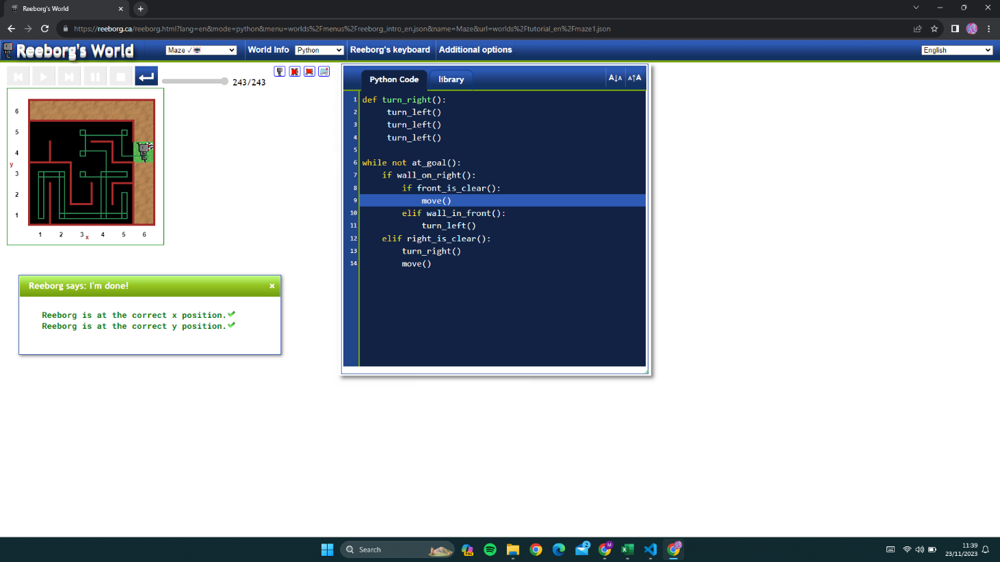 Reeborg's World
https://reeborg.ca/reeborg.html?lang=en&mode=python&menu=worlds%2Fmenus%2Freeborg_intro_en.json&name=Maze&url=worlds%2Ftutorial_en%2Fmaze1.json
Reeborg's World
Maze ✓
World Info
Python
Reeborg's keyboard
Additional options
English
243/243
Python Code
library
A↓A A↑A
6
5
4
y
3
2
1
1 2 3 x 4 5 6
1 def turn_right():
2 turn_left()
3 turn_left()
4 turn_left()
5
6 while not at_goal():
7 if wall_on_right():
8 if front_is_clear():
9 move()
10 elif wall_in_front():
11 turn_left()
12 elif right_is_clear():
13 turn_right()
14 move()
Reeborg says: I'm done!
Reeborg is at the correct x position.✔
Reeborg is at the correct y position.✔
Search
PRE
2
M
11:39
23/11/2023